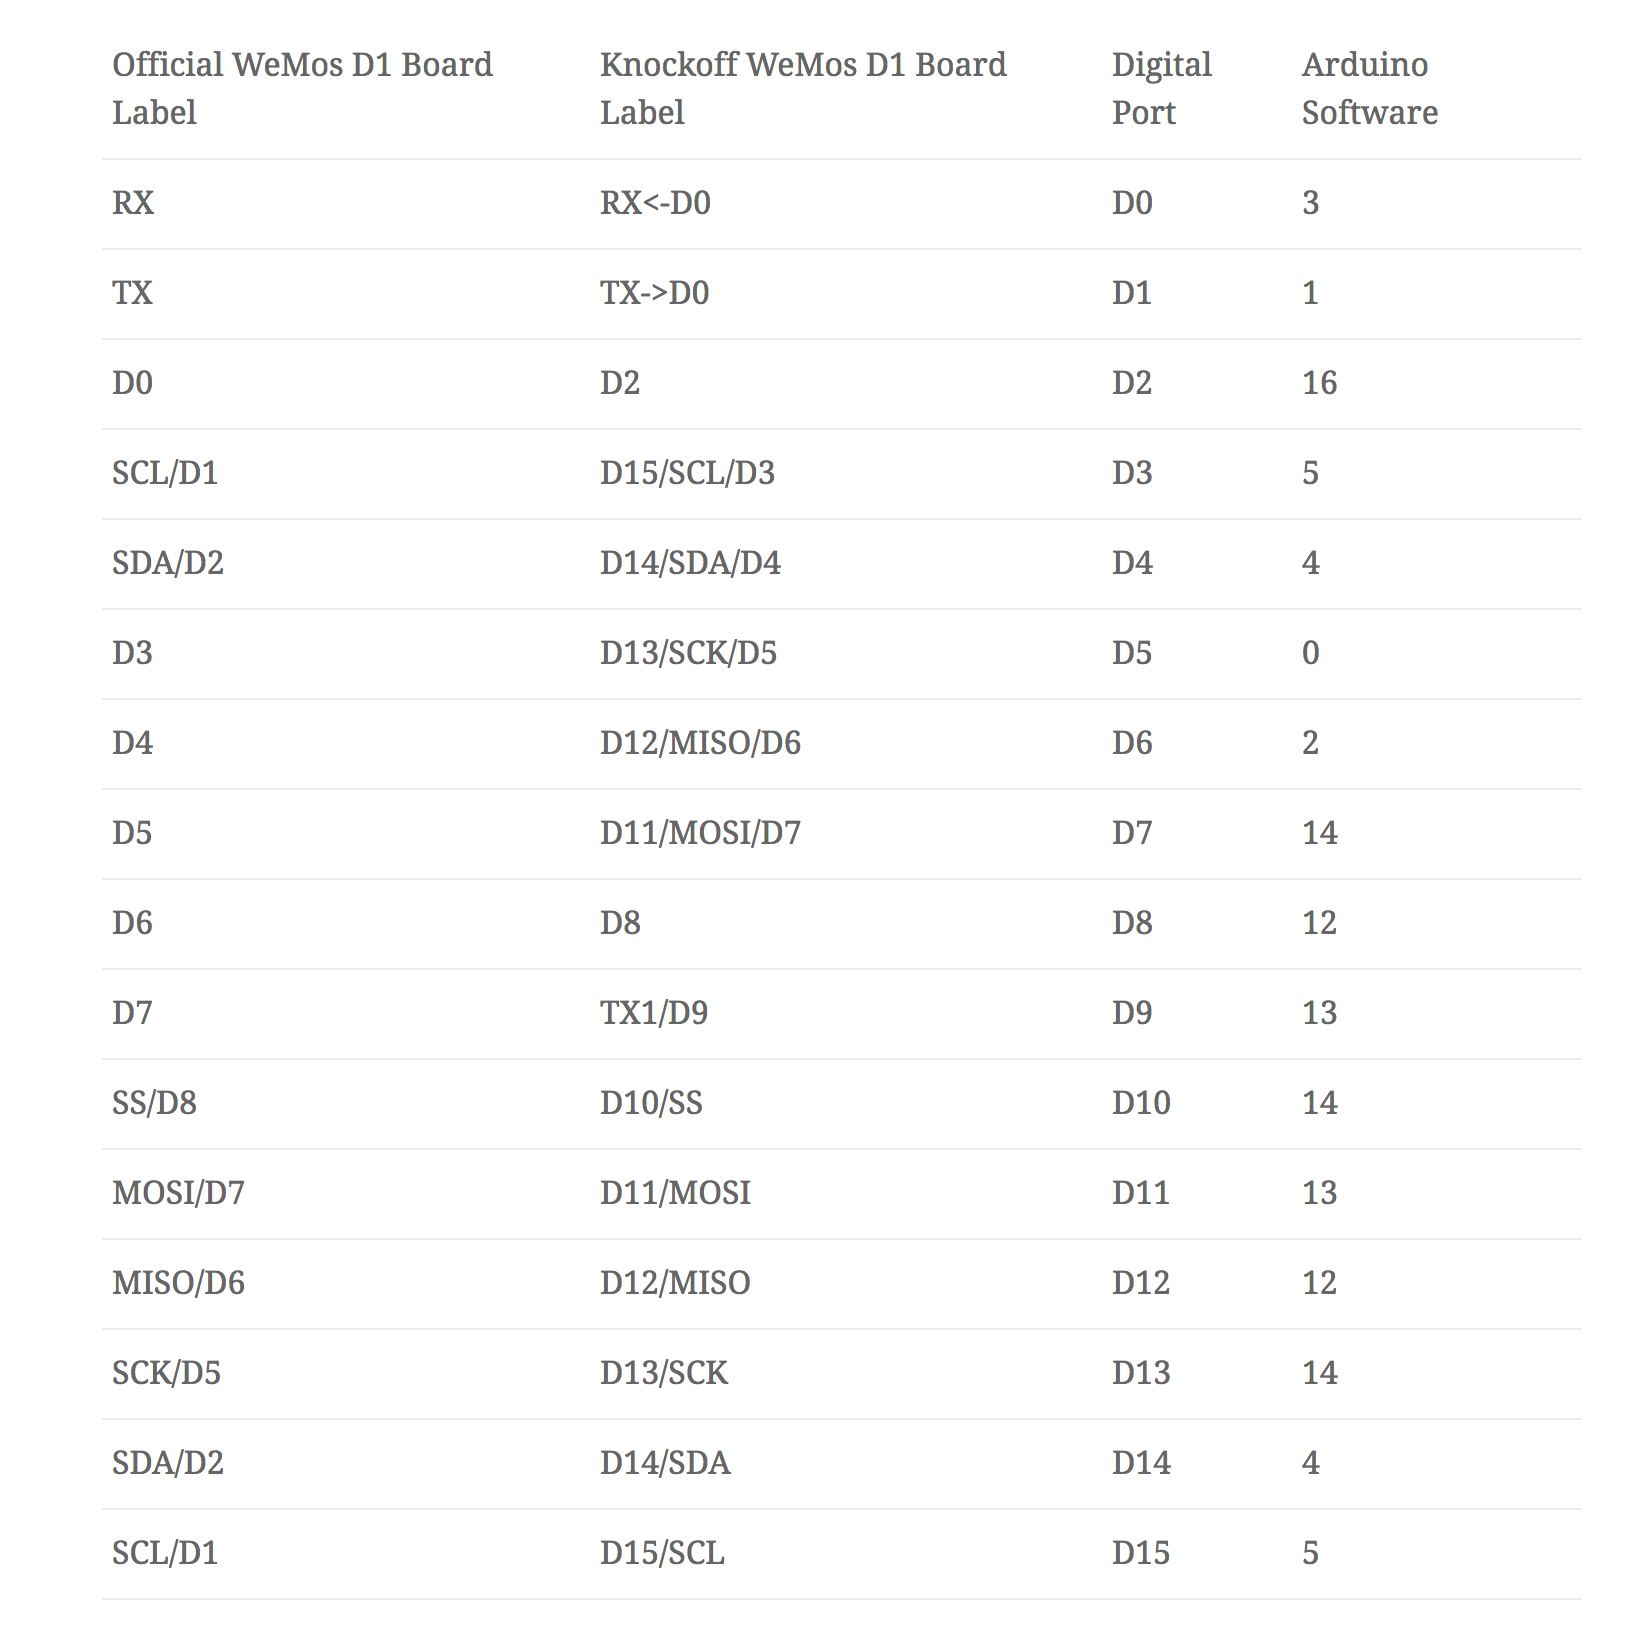 Official WeMos D1 Board Label Knockoff WeMos D1 Board Label Digital Port Arduino Software
RX RX<-D0 D0 3
TX TX->D0 D1 1
D0 D2 D2 16
SCL/D1 D15/SCL/D3 D3 5
SDA/D2 D14/SDA/D4 D4 4
D3 D13/SCK/D5 D5 0
D4 D12/MISO/D6 D6 2
D5 D11/MOSI/D7 D7 14
D6 D8 D8 12
D7 TX1/D9 D9 13
SS/D8 D10/SS D10 14
MOSI/D7 D11/MOSI D11 13
MISO/D6 D12/MISO D12 12
SCK/D5 D13/SCK D13 14
SDA/D2 D14/SDA D14 4
SCL/D1 D15/SCL D15 5